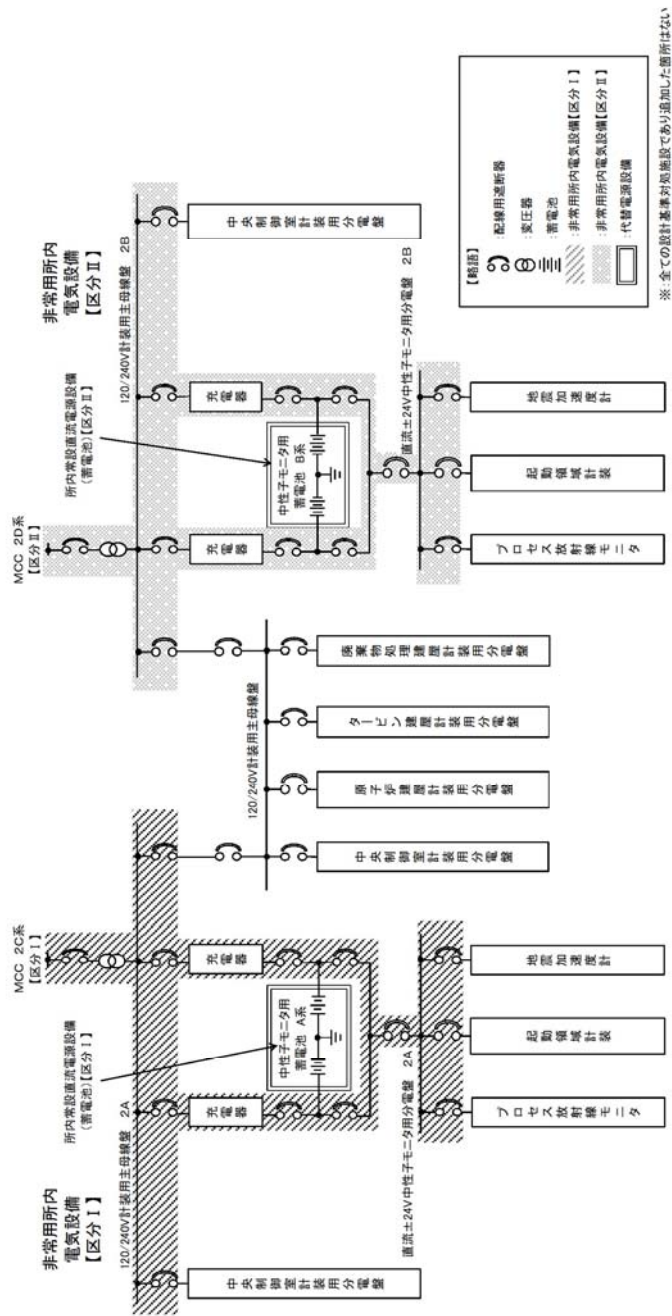 非常用所内
電気設備
【区分Ⅰ】
120/240V計装用主母線盤 2A
所内常設直流電源設備
(蓄電池)【区分Ⅰ】
MCC 2C系
【区分Ⅰ】
中央制御室計装用分電盤
充電器
充電器
中性子モニタ用
蓄電池 A系
直流±24V中性子モニタ用分電盤 2A
プロセス放射線モニタ
起動領域計装
地震加速度計
120/240V計装用主母線盤
中央制御室計装用分電盤
原子炉建屋計装用分電盤
タービン建屋計装用分電盤
廃棄物処理建屋計装用分電盤
MCC 2D系
【区分Ⅱ】
所内常設直流電源設備
(蓄電池)【区分Ⅱ】
非常用所内
電気設備
【区分Ⅱ】
120/240V計装用主母線盤 2B
充電器
充電器
中性子モニタ用
蓄電池 B系
中央制御室計装用分電盤
直流±24V中性子モニタ用分電盤 2B
プロセス放射線モニタ
起動領域計装
地震加速度計
【略語】
:配線用遮断器
:変圧器
:蓄電池
:非常用所内電気設備【区分Ⅰ】
:非常用所内電気設備【区分Ⅱ】
:代替電源設備
※:全ての設計基準対処施設であり追加した箇所はない